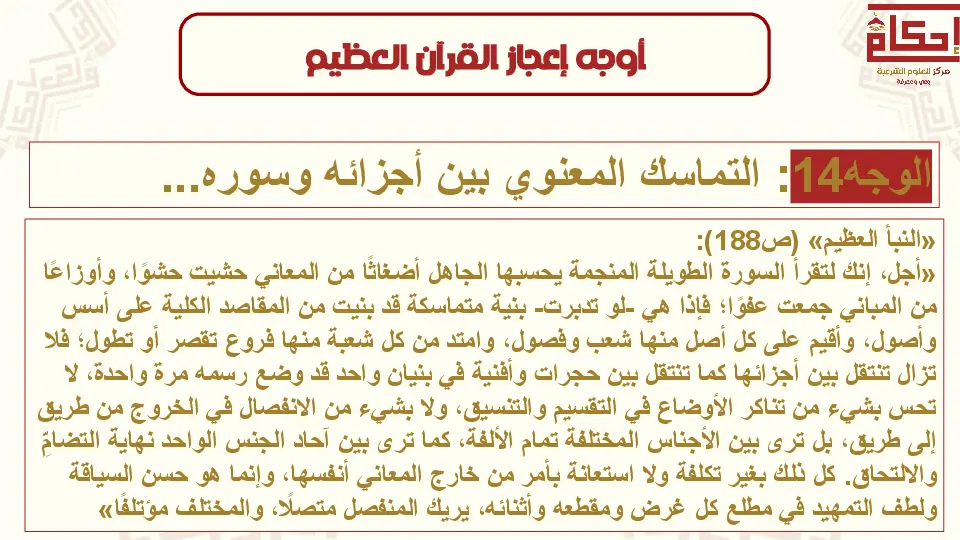 إحكام
مركز للعلوم الشرعية
وعي ومعرفة
أوجه إعجاز القرآن العظيم
الوجه14: التماسك المعنوي بين أجزائه وسوره...
«النبأ العظيم» (ص188):
«أجل، إنك لتقرأ السورة الطويلة المنجمة يحسبها الجاهل أضغاثًا من المعاني حشيت حشوًا، وأوزاعًا
من المباني جمعت عفوًا؛ فإذا هي -لو تدبرت- بنية متماسكة قد بنيت من المقاصد الكلية على أسس
وأصول، وأقيم على كل أصل منها شعب وفصول، وامتد من كل شعبة منها فروع تقصر أو تطول؛ فلا
تزال تنتقل بين أجزائها كما تنتقل بين حجرات وأفنية في بنيان واحد قد وضع رسمه مرة واحدة، لا
تحس بشيء من تناكر الأوضاع في التقسيم والتنسيق، ولا بشيء من الانفصال في الخروج من طريق
إلى طريق، بل ترى بين الأجناس المختلفة تمام الألفة، كما ترى بين آحاد الجنس الواحد نهاية التضامِّ
والالتحاق. كل ذلك بغير تكلفة ولا استعانة بأمر من خارج المعاني أنفسها، وإنما هو حسن السياقة
ولطف التمهيد في مطلع كل غرض ومقطعه وأثنائه، يريك المنفصل متصلًا، والمختلف مؤتلفًا»